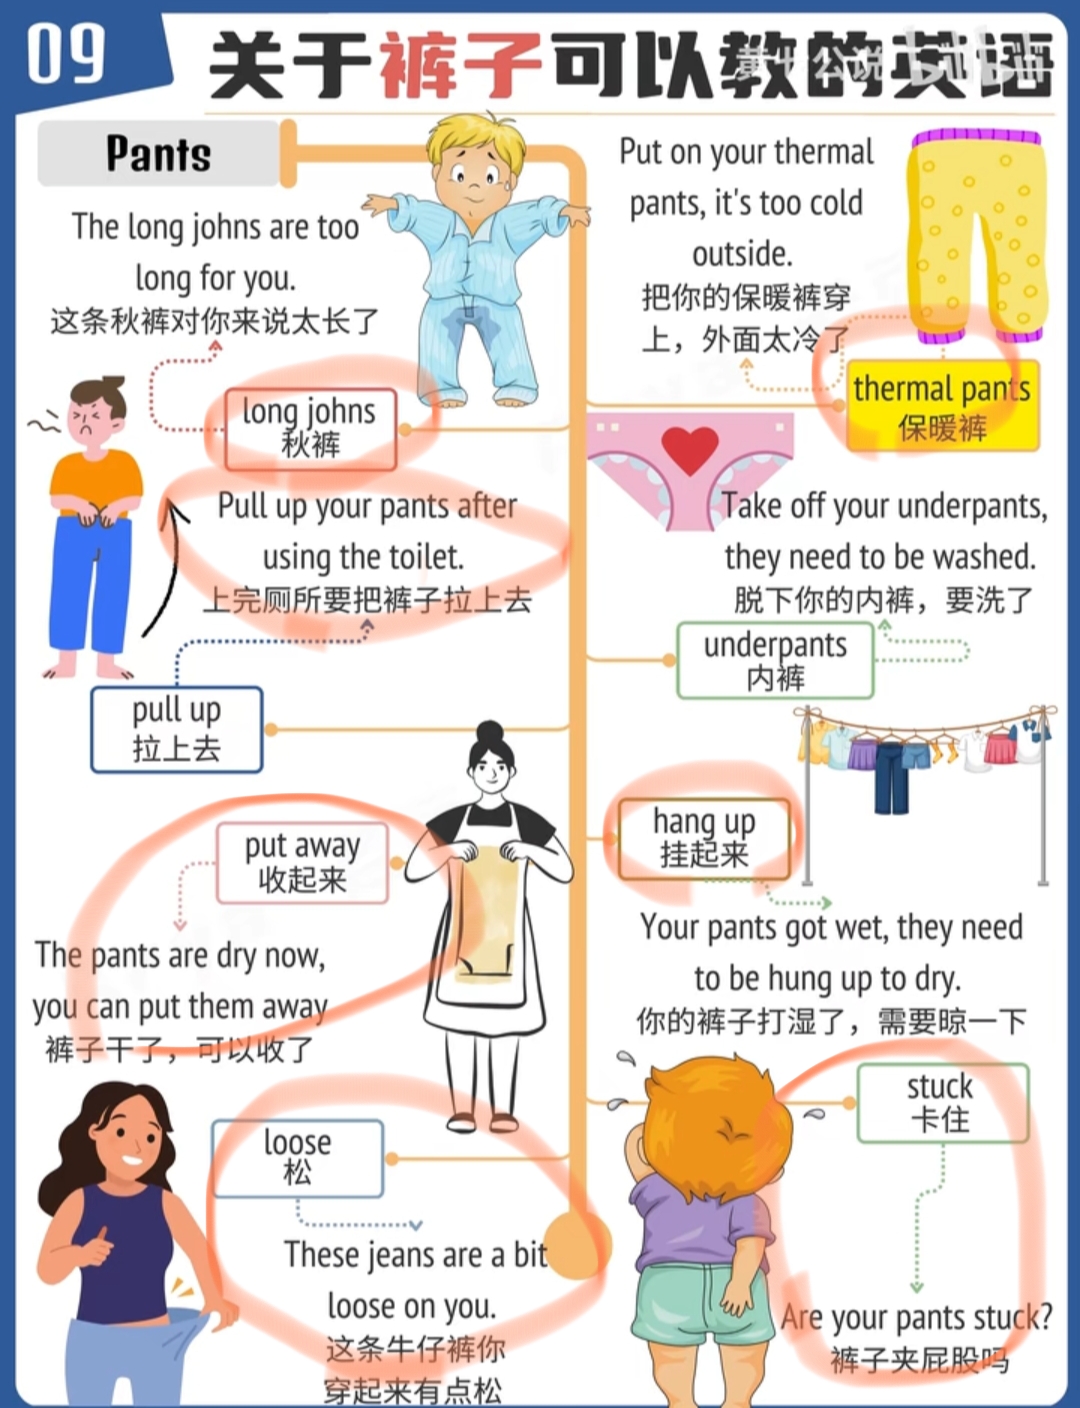 09
关于裤子可以教的英语
Pants
The long johns are too
long for you.
这条秋裤对你来说太长了
long johns
秋裤
Pull up your pants after
using the toilet.
上完厕所要把裤子拉上去
pull up
拉上去
put away
收起来
The pants are dry now,
you can put them away
裤子干了，可以收了
loose
松
These jeans are a bit
loose on you.
这条牛仔裤你
穿起来有点松
Put on your thermal
pants, it's too cold
outside.
把你的保暖裤穿
上，外面太冷了
thermal pants
保暖裤
Take off your underpants,
they need to be washed.
脱下你的内裤，要洗了
underpants
内裤
hang up
挂起来
Your pants got wet, they need
to be hung up to dry.
你的裤子打湿了，需要晾一下
stuck
卡住
Are your pants stuck?
裤子夹屁股吗